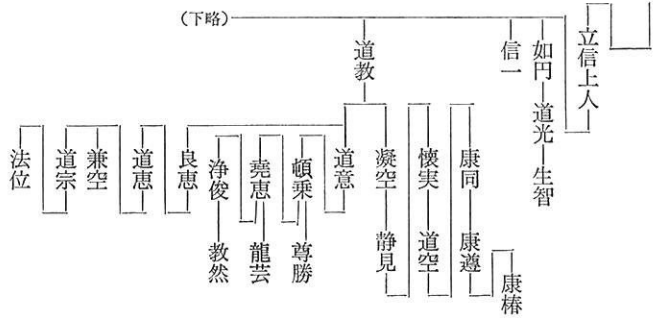 立信上人
如円―道光―生智
信一
道教
(下略)
康同―康遵
康椿
懐実―道空
凝空―静見
道意
頓乗―尊勝
堯恵―龍芸
浄俊―教然
良恵
道恵
兼空
道宗
法位